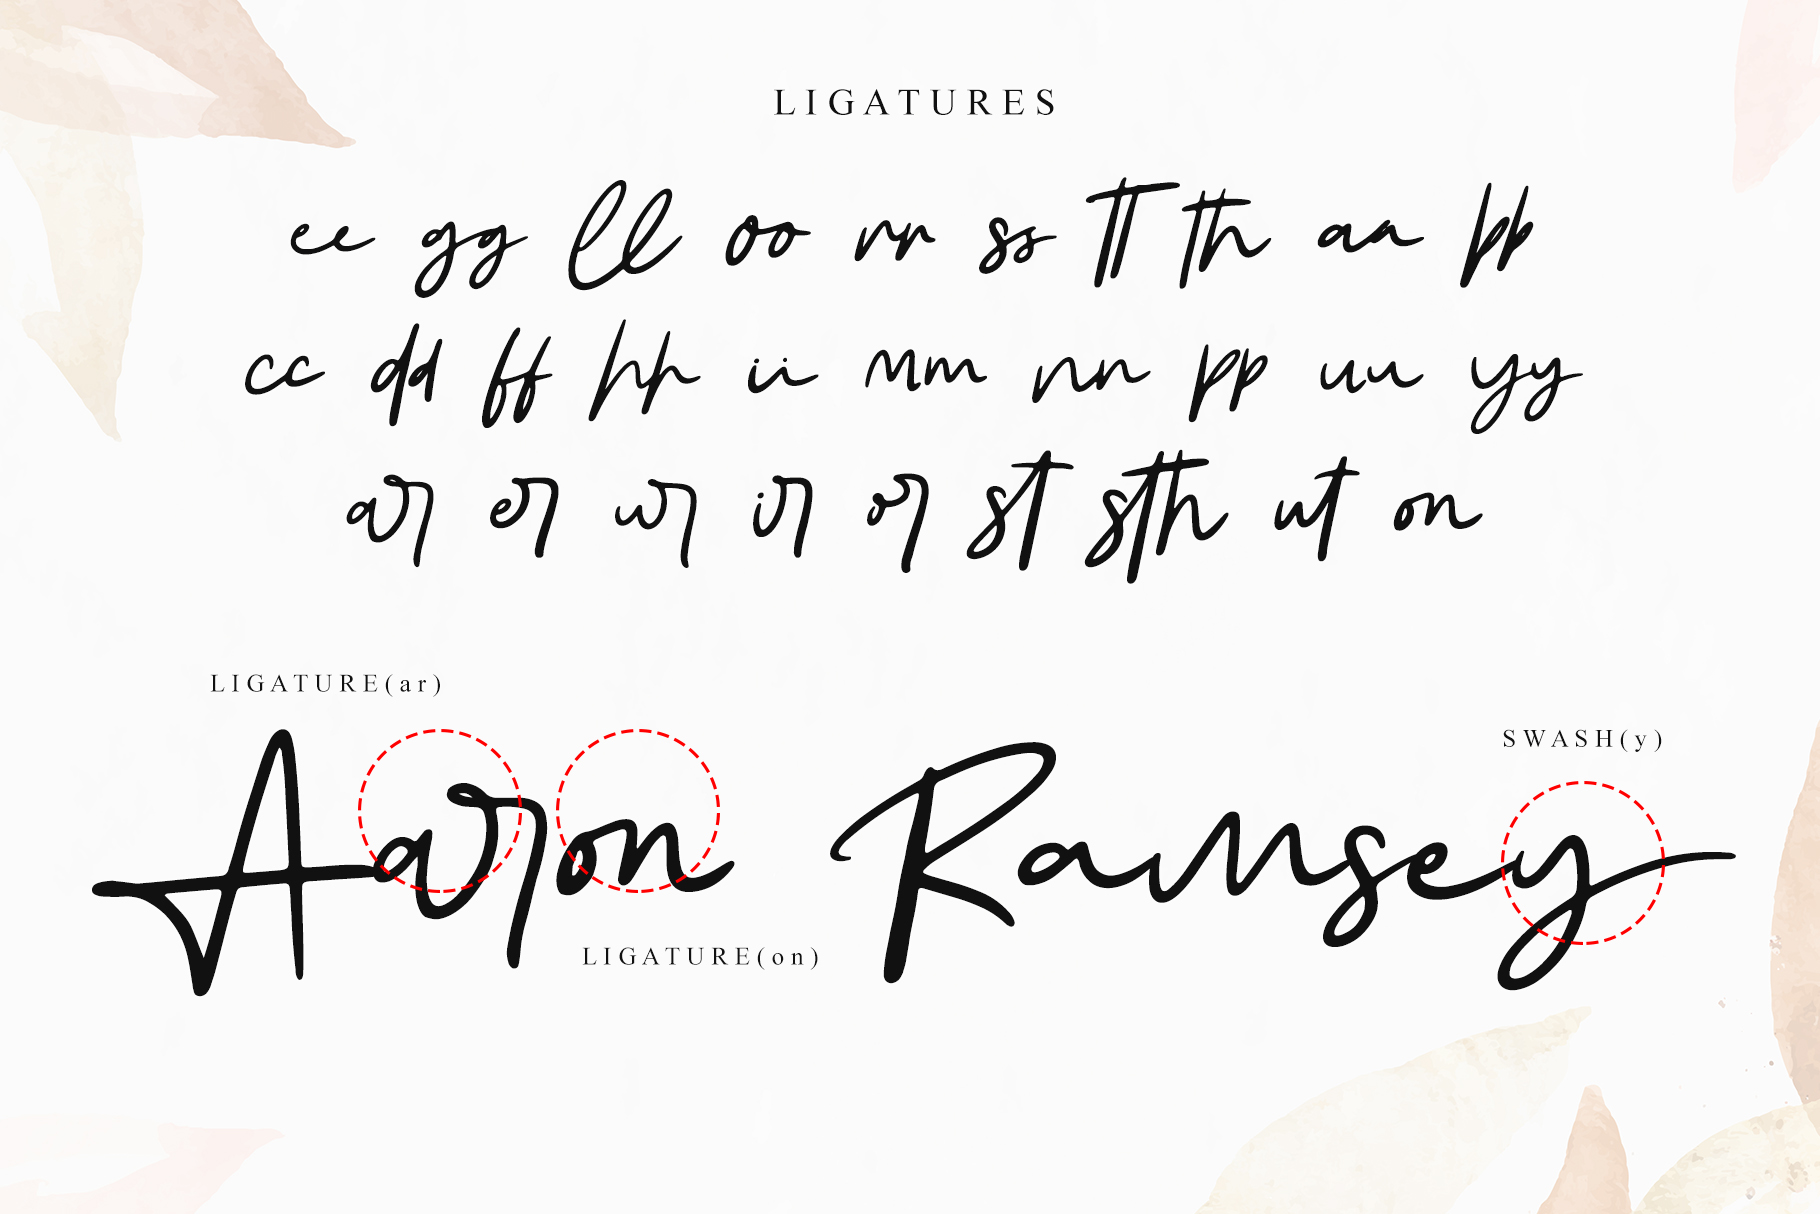 LIGATURES
ee gg ll oo rr ss tt th aa bb
cc dd ff hh ii mm nn pp uu yy
ar er ur ir or st sth ut on
LIGATURE(ar)
SWASH(y)
Aaron Ramsey
LIGATURE(on)